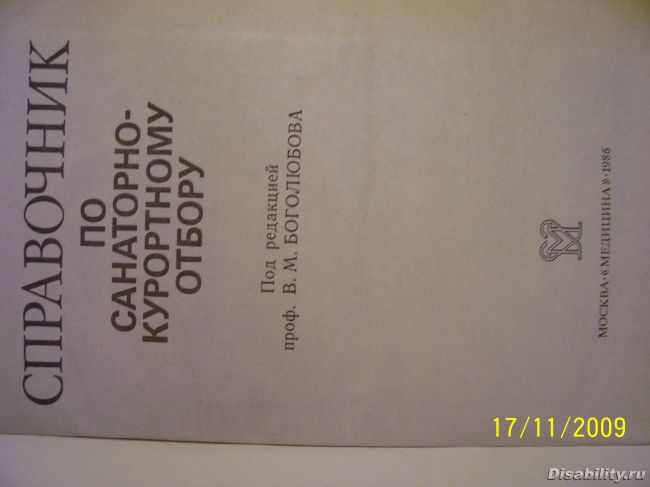 СПРАВОЧНИК
ПО
САНАТОРНО-
КУРОРТНОМУ
ОТБОРУ
Под редакцией
проф. В. М. БОГОЛЮБОВА
М
МОСКВА·«МЕДИЦИНА»·1986
17/11/2009
Disability.ru